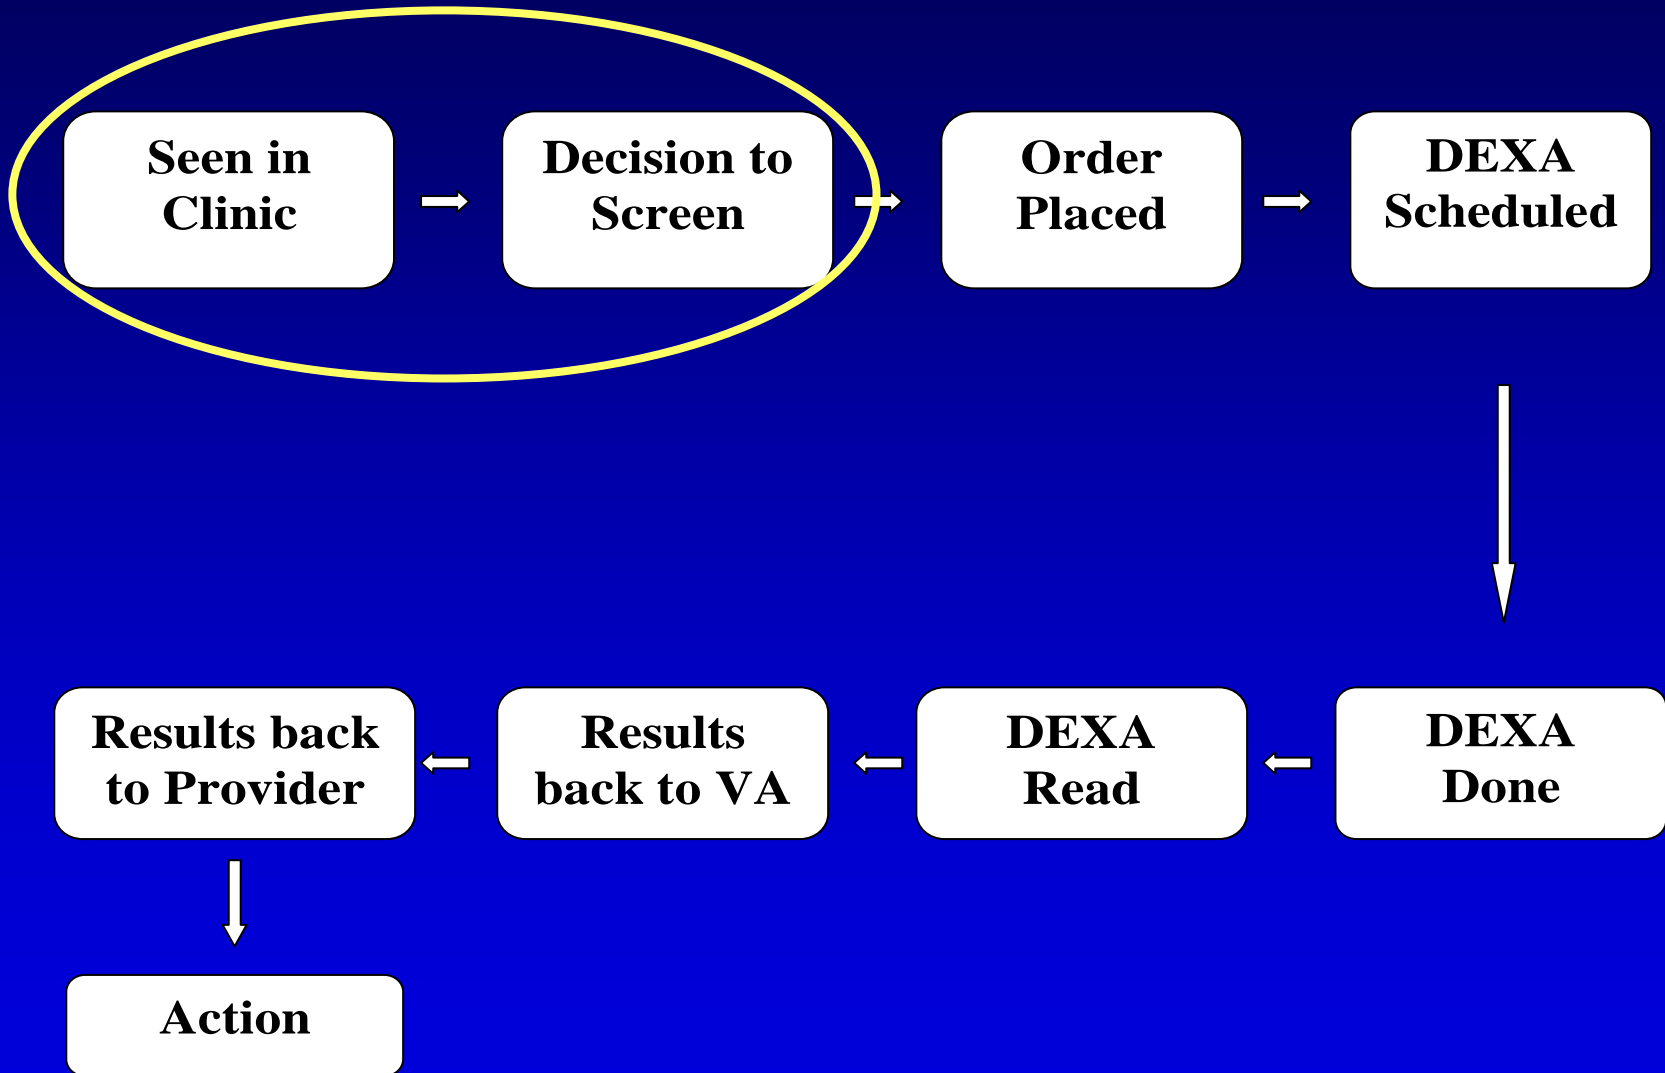 Seen in
Clinic
Decision to
Screen
Order
Placed
DEXA
Scheduled
DEXA
Done
DEXA
Read
Results
back to VA
Results back
to Provider
Action